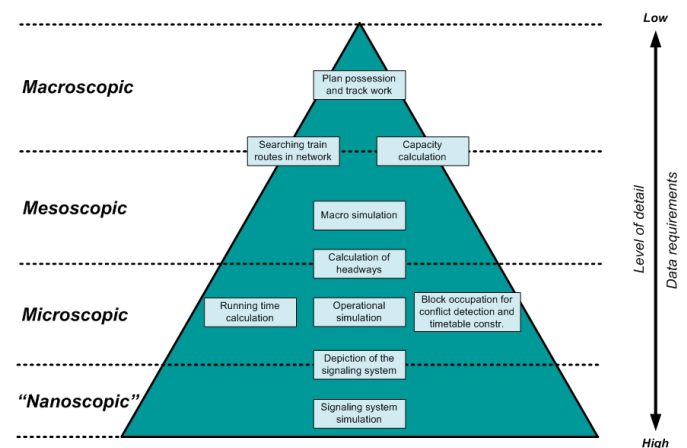 Low
Macroscopic
Plan possession
and track work
Searching train
routes in network
Capacity
calculation
Mesoscopic
Macro simulation
Level of detail
Data requirements
Calculation of
headways
Microscopic
Running time
calculation
Operational
simulation
Block occupation for
conflict detection and
timetable constr.
Depiction of the
signaling system
“Nanoscopic”
Signaling system
simulation
High